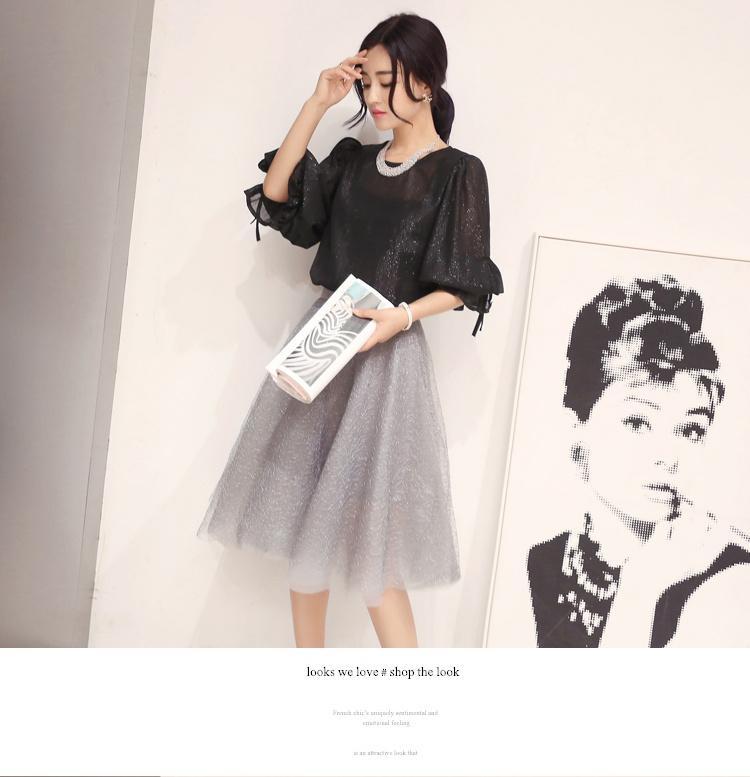 looks we love # shop the look
French chic's uniquely sentimental and
emotional feeling
is an attractive look that